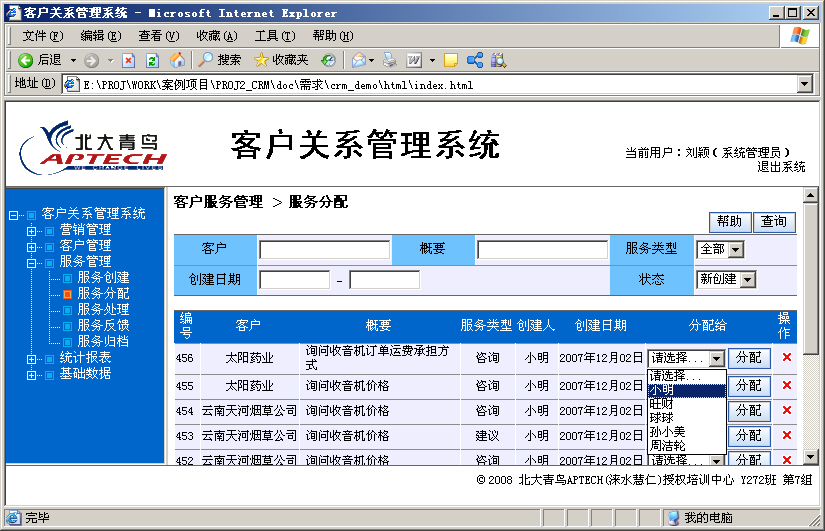 客户关系管理系统 - Microsoft Internet Explorer
文件(F) 编辑(E) 查看(V) 收藏(A) 工具(T) 帮助(H)
后退 搜索 收藏夹
地址(D) E:\PROJ\WORK\案例项目\PROJ2_CRM\doc\需求\crm_demo\html\index.html
北大青鸟
APTECH
WE CHANGE LIVES
客户关系管理系统
当前用户：刘颖(系统管理员)
退出系统
客户关系管理系统
营销管理
客户管理
服务管理
服务创建
服务分配
服务处理
服务反馈
服务归档
统计报表
基础数据
客户服务管理 > 服务分配
帮助 查询
客户 概要 服务类型 全部
创建日期 - 状态 新创建
编号 客户 概要 服务类型 创建人 创建日期 分配给 操作
456 太阳药业 询问收音机订单运费承担方式 咨询 小明 2007年12月02日 请选择... 分配
455 太阳药业 询问收音机价格 咨询 小明 2007年12月02日 分配
454 云南天河烟草公司 询问收音机价格 咨询 小明 2007年12月02日 分配
453 云南天河烟草公司 询问收音机价格 建议 小明 2007年12月02日 分配
452 云南天河烟草公司 询问收音机价格 咨询 小明 2007年12月02日 请选择... 分配
请选择...
小明
旺财
球球
孙小美
周洁轮
©2008 北大青鸟APTECH(涞水慧仁)授权培训中心 Y272班 第7组
完毕 我的电脑